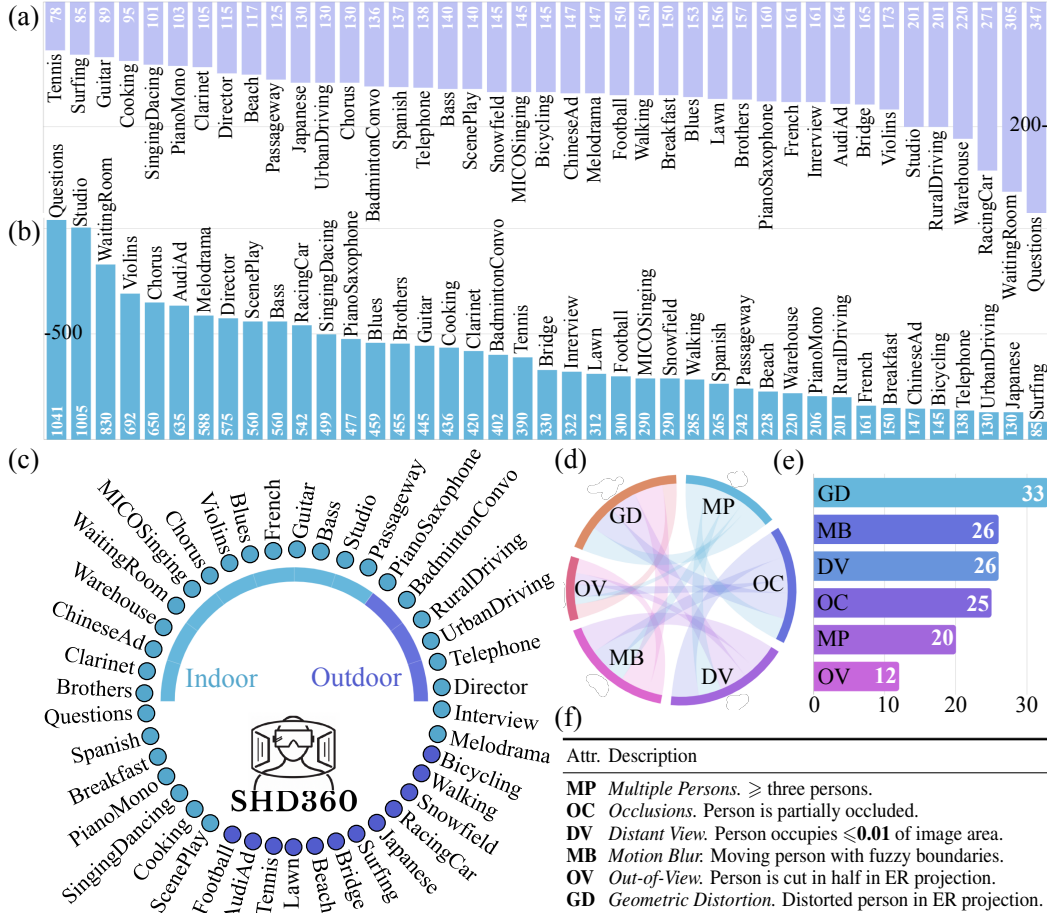 (a)
78 85 89 95 101 103 105 115 117 125 130 130 130 136 137 138 140 140 145 145 145 147 147 150 150 150 153 156 157 160 161 161 164 165 173 201 201 220 271 305 347
Tennis Surfing Guitar Cooking SingingDacing PianoMono Clarinet Director Beach Passageway Japanese UrbanDriving Chorus BadmintonConvo Spanish Telephone Bass ScenePlay Snowfield MICOSinging Bicycling ChineseAd Melodrama Football Walking Breakfast Blues Lawn Brothers PianoSaxophone French Inrerview AudiAd Bridge Violins Studio RuralDriving Warehouse RacingCar WaitingRoom Questions
200-
(b)
Questions Studio WaitingRoom Violins Chorus AudiAd Melodrama Director ScenePlay Bass RacingCar SingingDacing PianoSaxophone Blues Brothers Guitar Cooking Clarinet BadmintonConvo Tennis Bridge Inrerview Lawn Football MICOSinging Snowfield Walking Spanish Passageway Beach Warehouse PianoMono RuralDriving French Breakfast ChineseAd Bicycling Telephone UrbanDriving Japanese Surfing
-500
1041 1005 830 692 650 635 588 575 560 560 542 499 477 459 455 445 436 420 402 390 330 322 312 300 290 290 285 265 242 228 220 206 201 161 150 147 145 138 130 130 85
(c)
French
Guitar
Bass
Studio
Passageway
PianoSaxophone
BadmintonConvo
RuralDriving
UrbanDriving
Telephone
Director
Interview
Melodrama
Bicycling
Walking
Snowfield
RacingCar
Japanese
Surfing
Bridge
Beach
Lawn
Tennis
AudiAd
Football
ScenePlay
Cooking
SingingDancing
PianoMono
Breakfast
Spanish
Questions
Brothers
Clarinet
ChineseAd
Warehouse
WaitingRoom
MICOSinging
Chorus
Violins
Blues
Indoor Outdoor
SHD360
(d)
GD MP
OV OC
MB DV
(e)
GD 33
MB 26
DV 26
OC 25
MP 20
OV 12
0 10 20 30
(f)
Attr. Description
MP Multiple Persons. ⩾ three persons.
OC Occlusions. Person is partially occluded.
DV Distant View. Person occupies ⩽0.01 of image area.
MB Motion Blur. Moving person with fuzzy boundaries.
OV Out-of-View. Person is cut in half in ER projection.
GD Geometric Distortion. Distorted person in ER projection.